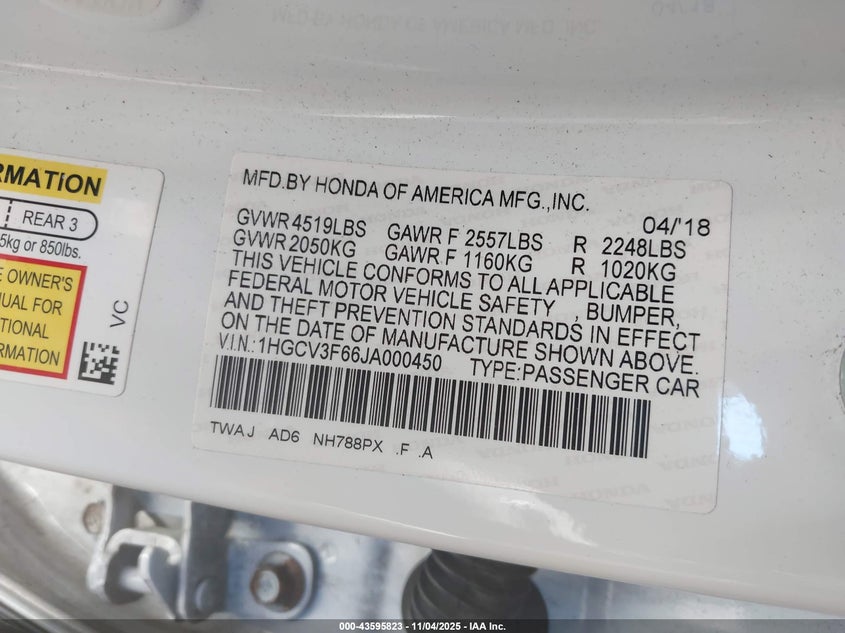 RMATION
REAR 3
5kg or 850lbs.
E OWNER'S
NUAL FOR
TIONAL
ORMATION
VC
MFD.BY HONDA OF AMERICA MFG.,INC.
04/'18
GVWR 4519LBS GAWR F 2557LBS R 2248LBS
GVWR 2050KG GAWR F 1160KG R 1020KG
THIS VEHICLE CONFORMS TO ALL APPLICABLE
FEDERAL MOTOR VEHICLE SAFETY BUMPER,
AND THEFT PREVENTION STANDARDS IN EFFECT
ON THE DATE OF MANUFACTURE SHOWN ABOVE.
V.I.N.:1HGCV3F66JA000450 TYPE:PASSENGER CAR
TWAJ AD6 NH788PX .F .A
000-43595823 - 11/04/2025 - IAA Inc.